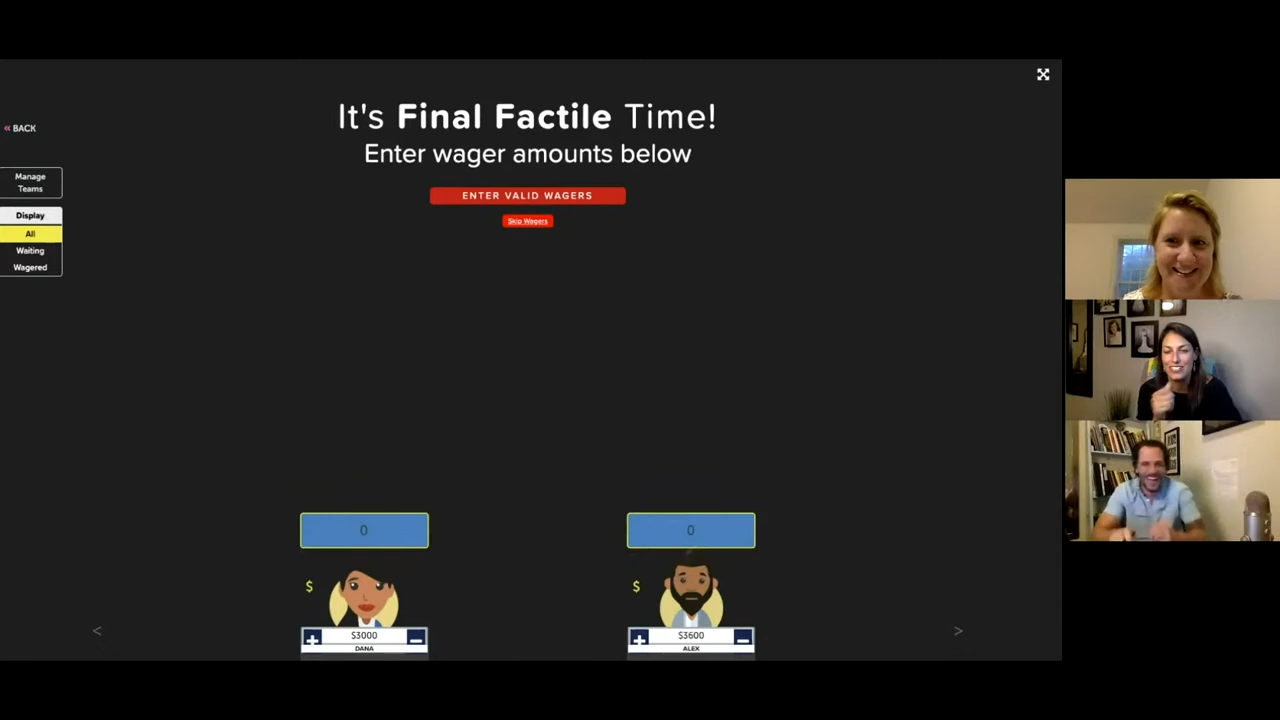 It's Final Factile Time!
« BACK
Enter wager amounts below
Manage
Teams
ENTER VALID WAGERS
Display
Skip Wagers
All
Waiting
Wagered
0
0
$
$
+ $3000 −
+ $3600 −
DANA
ALEX